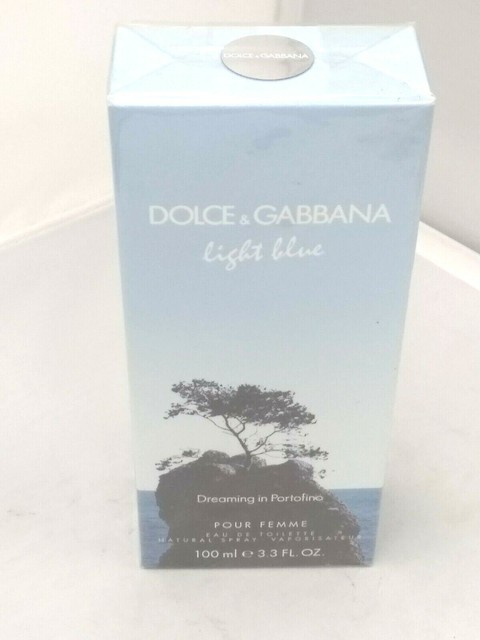 DOLCE & GABBANA
DOLCE & GABBANA
light blue
Dreaming in Portofino
POUR FEMME
EAU DE TOILETTE
NATURAL SPRAY VAPORISATEUR
100 ml e 3.3 FL. OZ.